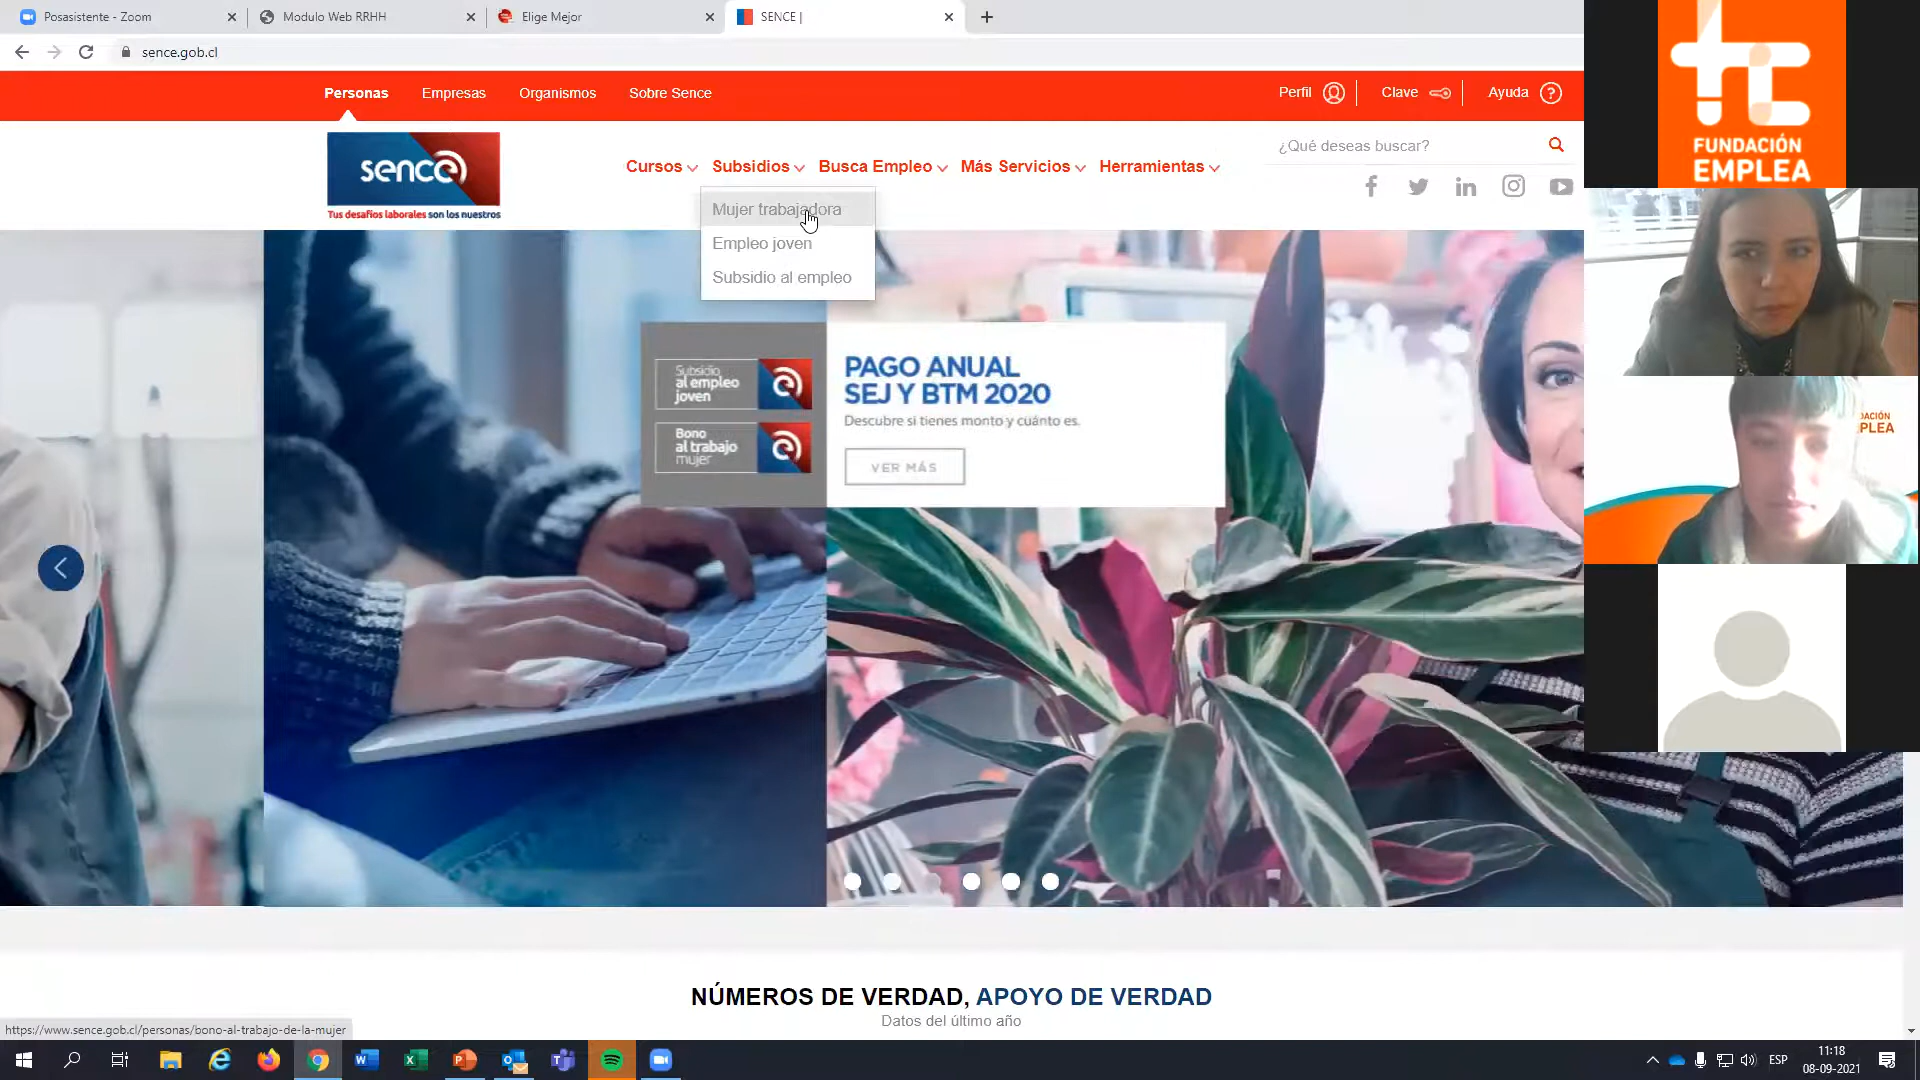 Posasistente - Zoom
Modulo Web RRHH
Elige Mejor
SENCE |
sence.gob.cl
Personas
Empresas
Organismos
Sobre Sence
Perfil
Clave
Ayuda
sence
Tus desafíos laborales son los nuestros
Cursos
Subsidios
Busca Empleo
Más Servicios
Herramientas
¿Qué deseas buscar?
Mujer trabajadora
Empleo joven
Subsidio al empleo
Subsidio
al empleo
joven
Bono
al trabajo
mujer
PAGO ANUAL
SEJ Y BTM 2020
Descubre si tienes monto y cuánto es.
VER MÁS
NÚMEROS DE VERDAD, APOYO DE VERDAD
Datos del último año
https://www.sence.gob.cl/personas/bono-al-trabajo-de-la-mujer
FUNDACIÓN
EMPLEA
DACIÓN
PLEA
ESP
11:18
08-09-2021